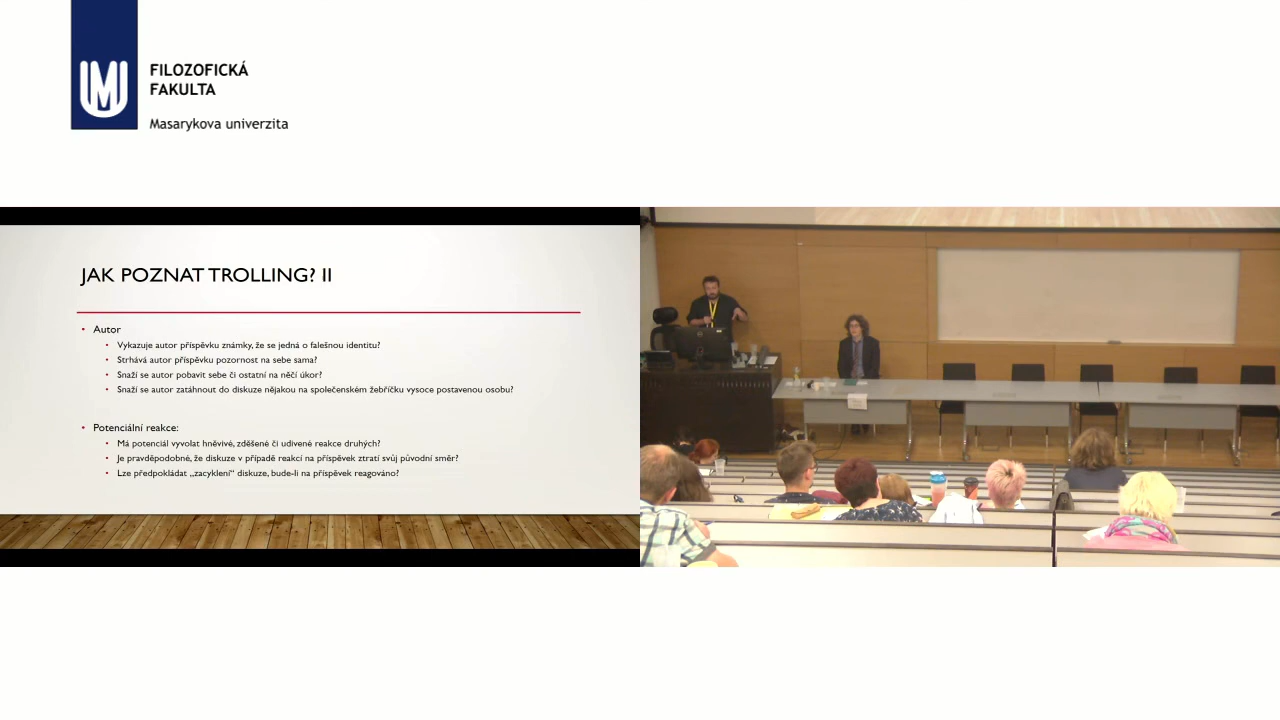 FILOZOFICKÁ
FAKULTA
Masarykova univerzita
JAK POZNAT TROLLING? II
• Autor
• Vykazuje autor příspěvku známky, že se jedná o falešnou identitu?
• Strhává autor příspěvku pozornost na sebe sama?
• Snaží se autor pobavit sebe či ostatní na něčí úkor?
• Snaží se autor zatáhnout do diskuze nějakou na společenském žebříčku vysoce postavenou osobu?
• Potenciální reakce:
• Má potenciál vyvolat hněvivé, zděšené či udivené reakce druhých?
• Je pravděpodobné, že diskuze v případě reakcí na příspěvek ztratí svůj původní směr?
• Lze předpokládat „zacyklení“ diskuze, bude-li na příspěvek reagováno?